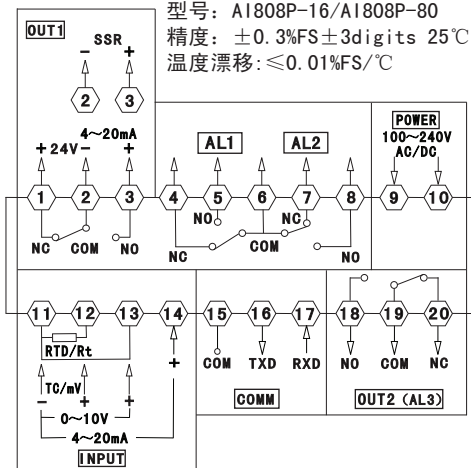 型号：AI808P-16/AI808P-80
精度：±0.3%FS±3digits 25℃
温度漂移:≤0.01%FS/℃
OUT1
- SSR +
2 3
4～20mA
+ 24V - +
AL1 AL2
POWER
100～240V
AC/DC
1 2 3 4 5 6 7 8 9 10
NO NC
NC COM NO NC COM NO
11 12 13 14 15 16 17 18 19 20
RTD/Rt
+
COM TXD RXD NO COM NC
TC/mV
- + +
0～10V
4～20mA
INPUT
COMM
OUT2 (AL3)